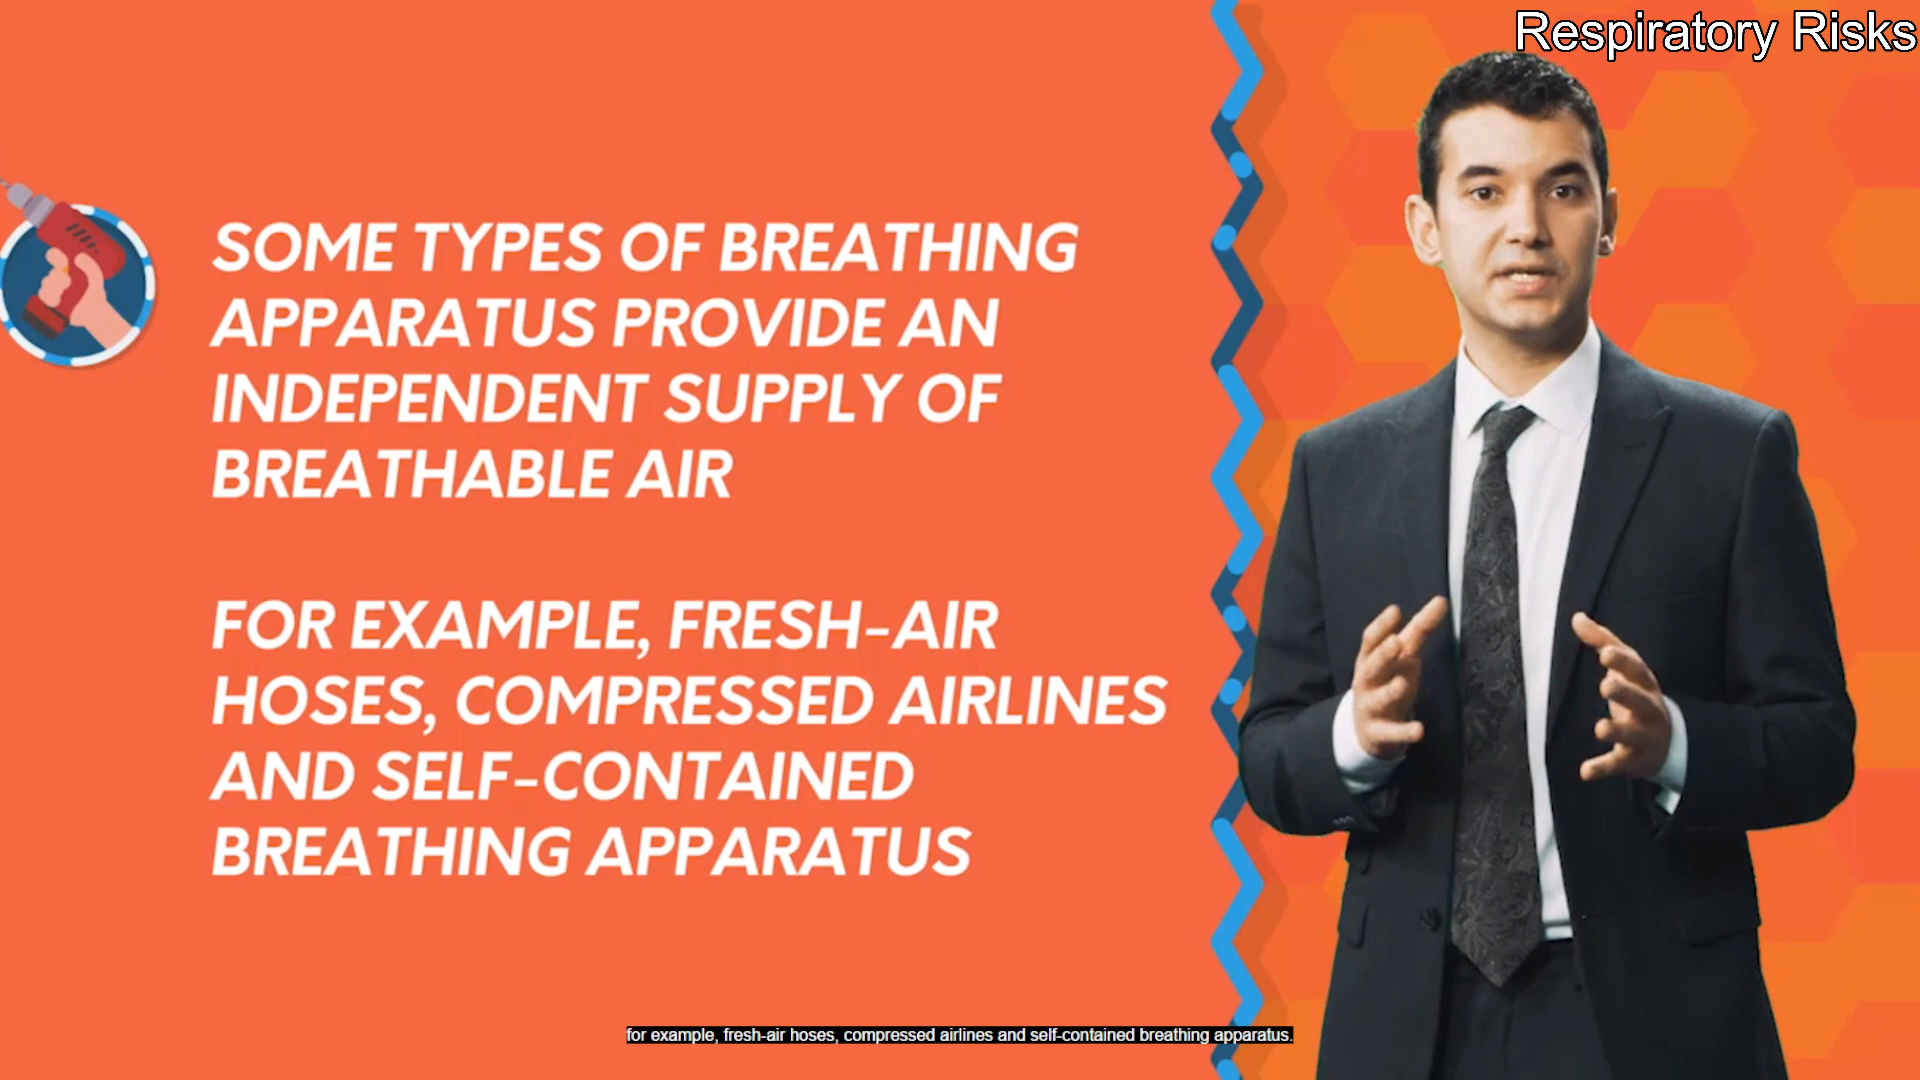 Respiratory Risks
SOME TYPES OF BREATHING
APPARATUS PROVIDE AN
INDEPENDENT SUPPLY OF
BREATHABLE AIR
FOR EXAMPLE, FRESH-AIR
HOSES, COMPRESSED AIRLINES
AND SELF-CONTAINED
BREATHING APPARATUS
for example, fresh-air hoses, compressed airlines and self-contained breathing apparatus.